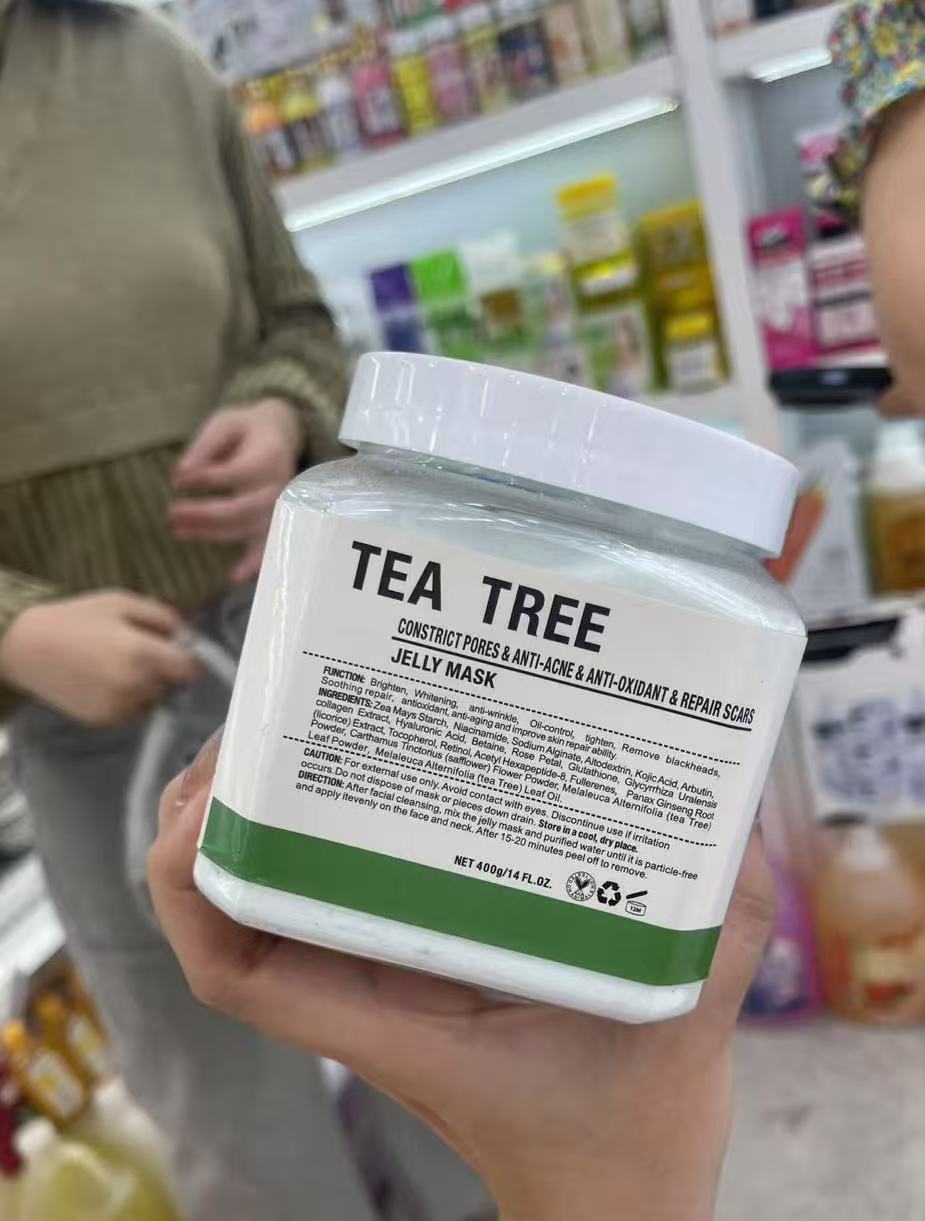 TEA TREE
CONSTRICT PORES & ANTI-ACNE & ANTI-OXIDANT & REPAIR SCARS
JELLY MASK
FUNCTION: Brighten, Whitening, anti-wrinkle, Oil-control, tighten, Remove blackheads,
Soothing repair, antioxidant, anti-aging and improve skin repair ability.
INGREDIENTS: Zea Mays Starch, Niacinamide, Sodium Alginate, Altodextrin, Kojic Acid, Arbutin,
collagen Extract, Hyaluronic Acid, Betaine, Rose Petal, Glutathione, Glycyrrhiza Uralensis
(licorice) Extract, Tocopherol, Retinol, Acetyl Hexapeptide-8, Fullerenes, Panax Ginseng Root
Powder, Carthamus Tinctorius (safflower) Flower Powder, Melaleuca Alternifolia (tea Tree)
Leaf Powder, Melaleuca Alternifolia (tea Tree) Leaf Oil.
CAUTION: For external use only. Avoid contact with eyes. Discontinue use if irritation
occurs.Do not dispose of mask or pieces down drain. Store in a cool, dry place.
DIRECTION: After facial cleansing, mix the jelly mask and purified water until it is particle-free
and apply itevenly on the face and neck. After 15-20 minutes peel off to remove.
NET 400g/14 FL.OZ.
12M